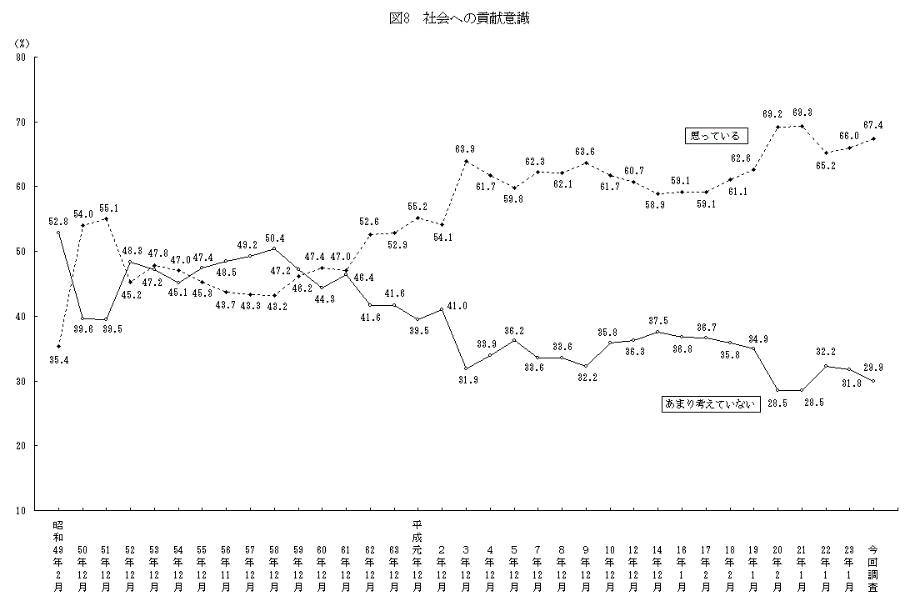 図8　社会への貢献意識
(%)
80
70
60
50
40
30
20
10
思っている
35.4
54.0
55.1
45.2
47.8
47.0
45.3
43.7
43.3
43.2
46.2
47.4
47.0
52.6
52.9
55.2
54.1
63.9
61.7
59.8
62.3
62.1
63.6
61.7
60.7
58.9
59.1
59.1
61.1
62.6
69.2
69.3
65.2
66.0
67.4
あまり考えていない
52.8
39.6
39.5
48.3
47.2
45.1
47.4
48.5
49.2
50.4
47.2
44.3
46.4
41.6
41.6
39.5
41.0
31.9
33.9
36.2
33.6
33.6
32.2
35.8
36.3
37.5
36.8
36.7
35.8
34.9
28.5
28.5
32.2
31.8
29.9
昭和49年2月
50年12月
51年12月
52年12月
53年12月
54年12月
55年12月
56年11月
57年12月
58年12月
59年12月
60年12月
61年12月
62年12月
63年12月
平成元年12月
2年12月
3年12月
4年12月
5年12月
7年12月
8年12月
9年12月
10年12月
12年12月
14年12月
16年1月
17年2月
18年2月
19年1月
20年2月
21年1月
22年1月
23年1月
今回調査